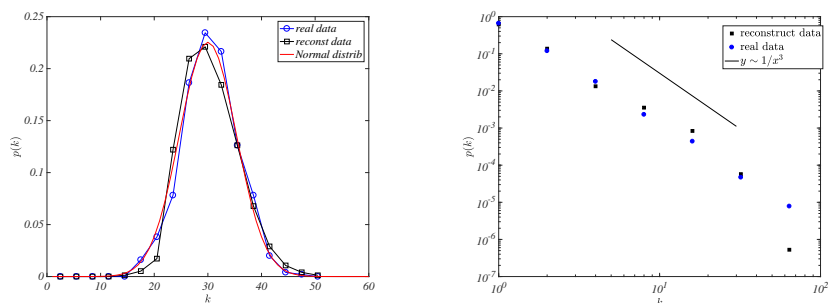 0.25
0.2
0.15
0.1
0.05
0
p(k)
0 10 20 30 40 50 60
k
real data
reconst data
Normal distrib
10^0
10^-1
10^-2
10^-3
10^-4
10^-5
10^-6
10^-7
p(k)
10^0 10^1 10^2
k
reconstruct data
real data
y ∼ 1/x^3